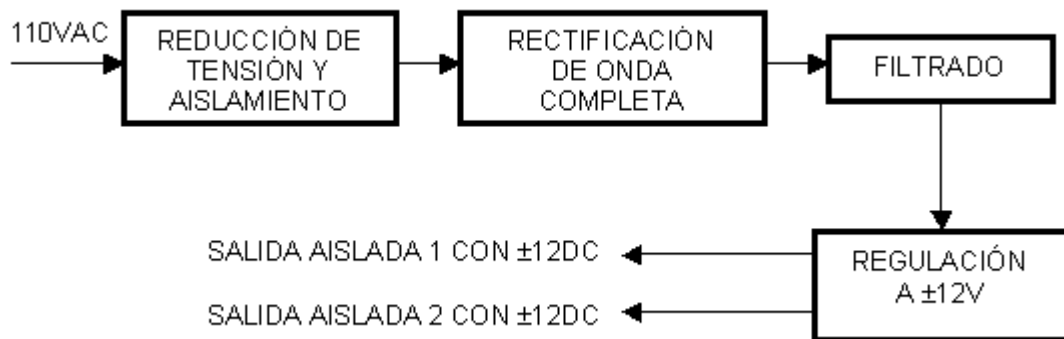 110VAC
REDUCCIÓN DE
TENSIÓN Y
AISLAMIENTO
RECTIFICACIÓN
DE ONDA
COMPLETA
FILTRADO
REGULACIÓN
A ±12V
SALIDA AISLADA 1 CON ±12DC
SALIDA AISLADA 2 CON ±12DC